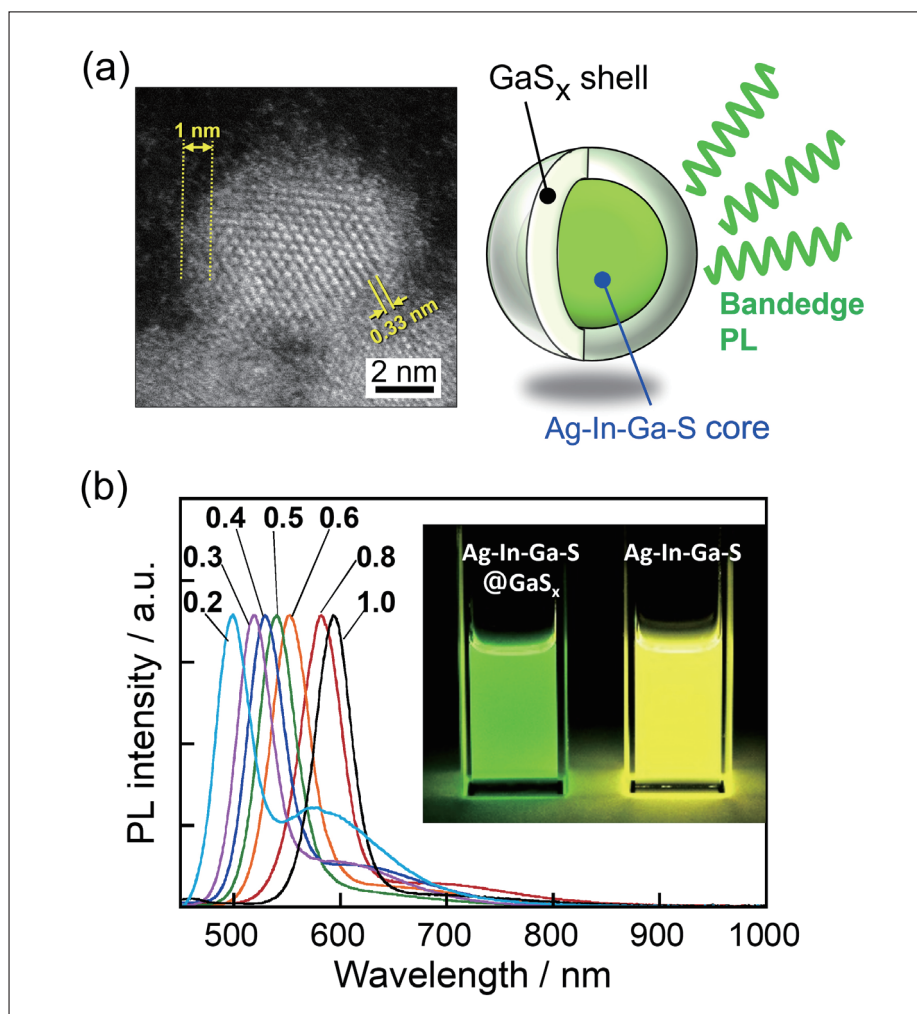 (a)
1 nm
0.33 nm
2 nm
GaSx shell
Bandedge
PL
Ag-In-Ga-S core
(b)
0.4
0.5
0.6
0.3
0.8
0.2
1.0
Ag-In-Ga-S
@GaSx
Ag-In-Ga-S
PL intensity / a.u.
500
600
700
800
900
1000
Wavelength / nm